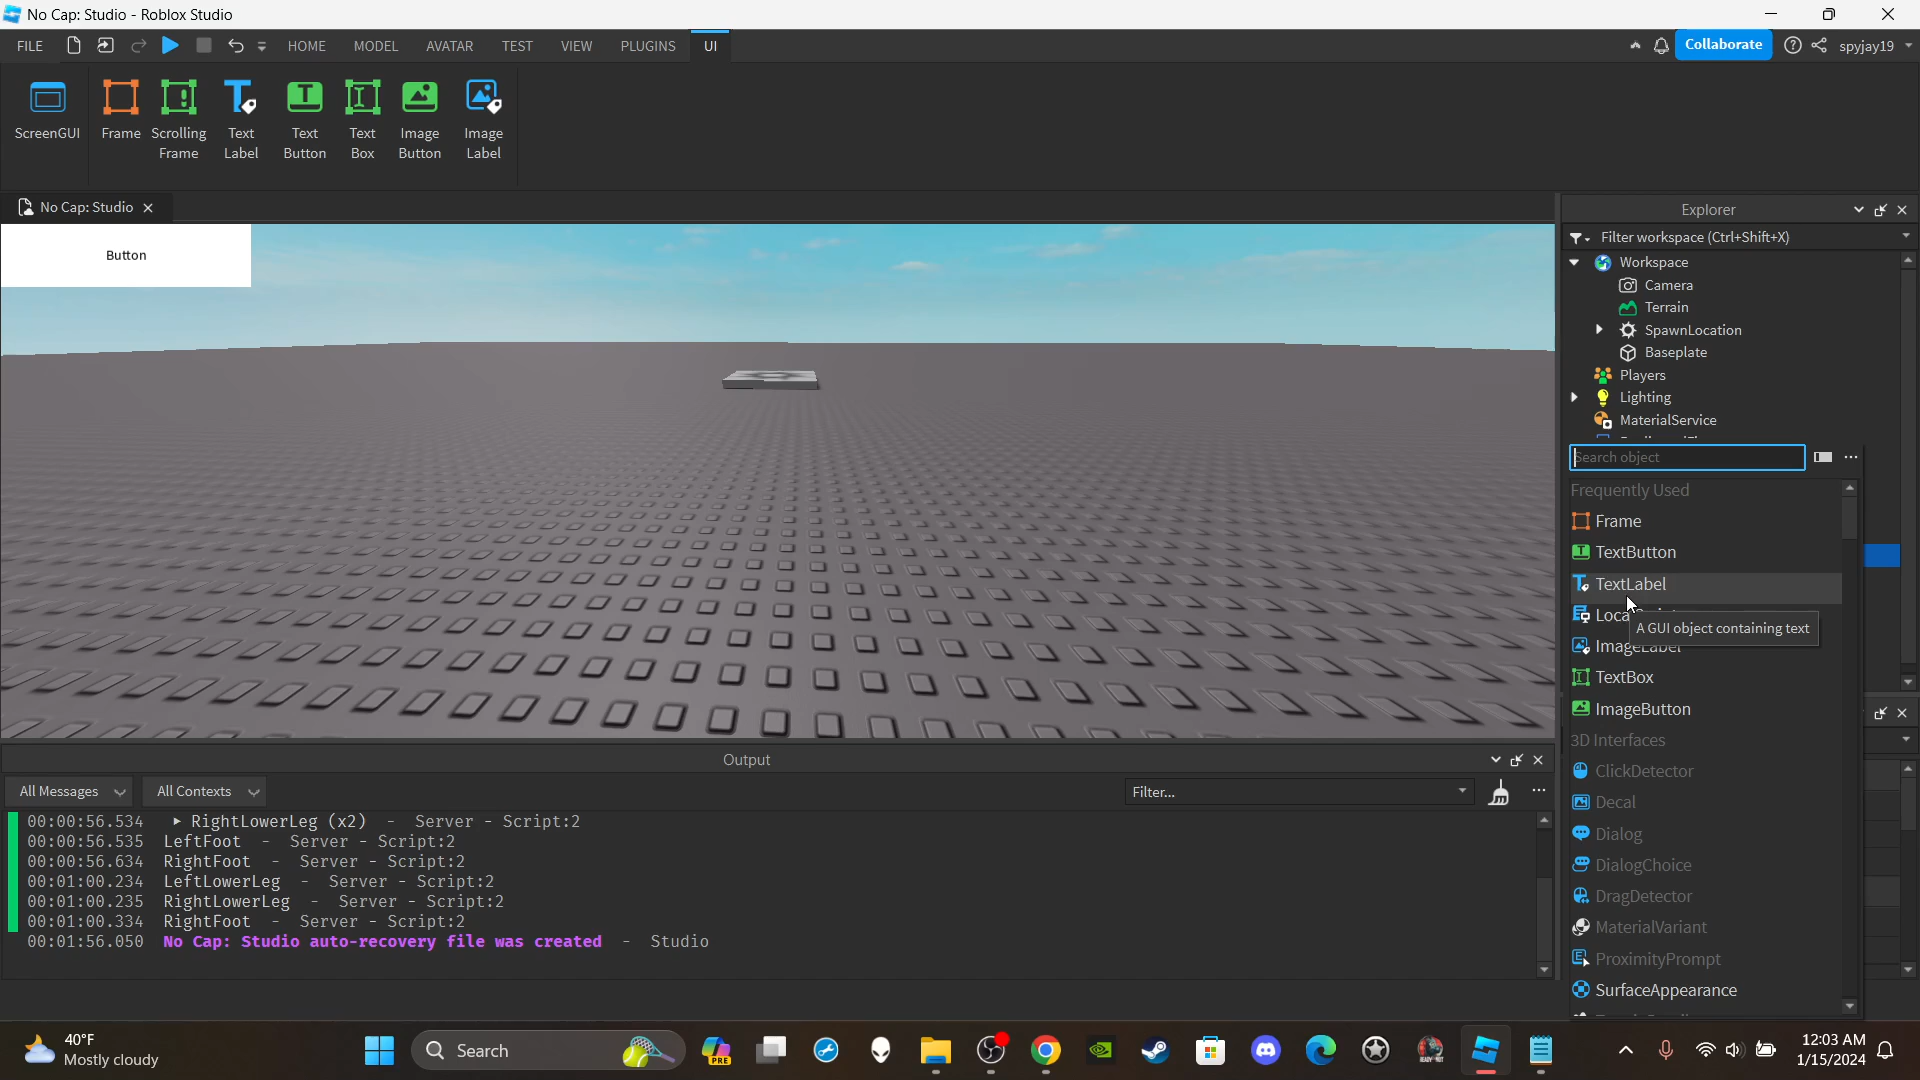 No Cap: Studio - Roblox Studio
FILE
HOME
MODEL
AVATAR
TEST
VIEW
PLUGINS
UI
Collaborate
spyjay19
ScreenGUI
Frame
Scrolling Frame
Text Label
Text Button
Text Box
Image Button
Image Label
No Cap: Studio
Button
Explorer
Filter workspace (Ctrl+Shift+X)
Workspace
Camera
Terrain
SpawnLocation
Baseplate
Players
Lighting
MaterialService
Search object
Frequently Used
Frame
TextButton
TextLabel
A GUI object containing text
ImageLabel
TextBox
ImageButton
3D Interfaces
ClickDetector
Decal
Dialog
DialogChoice
DragDetector
MaterialVariant
ProximityPrompt
SurfaceAppearance
Output
All Messages
All Contexts
Filter...
00:00:56.534 ▶ RightLowerLeg (x2) - Server - Script:2
00:00:56.535 LeftFoot - Server - Script:2
00:00:56.634 RightFoot - Server - Script:2
00:01:00.234 LeftLowerLeg - Server - Script:2
00:01:00.235 RightLowerLeg - Server - Script:2
00:01:00.334 RightFoot - Server - Script:2
00:01:56.050 No Cap: Studio auto-recovery file was created - Studio
40°F
Mostly cloudy
Search
PRE
12:03 AM
1/15/2024